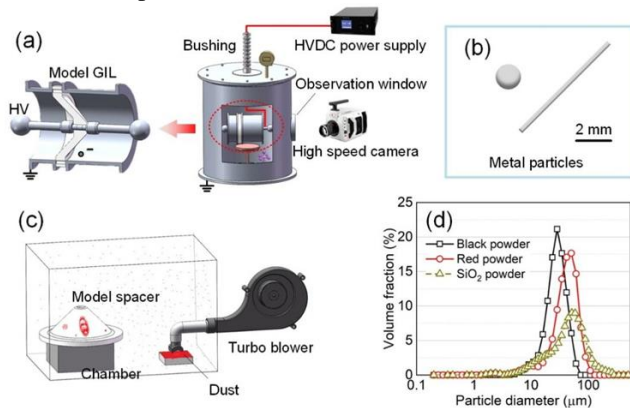 (a)
Model GIL
HV
Bushing
HVDC power supply
Observation window
High speed camera
(b)
2 mm
Metal particles
(c)
Model spacer
Chamber
Turbo blower
Dust
(d)
Volume fraction (%)
25
20
15
10
5
0
Black powder
Red powder
SiO₂ powder
0.1
1
10
100
Particle diameter (μm)